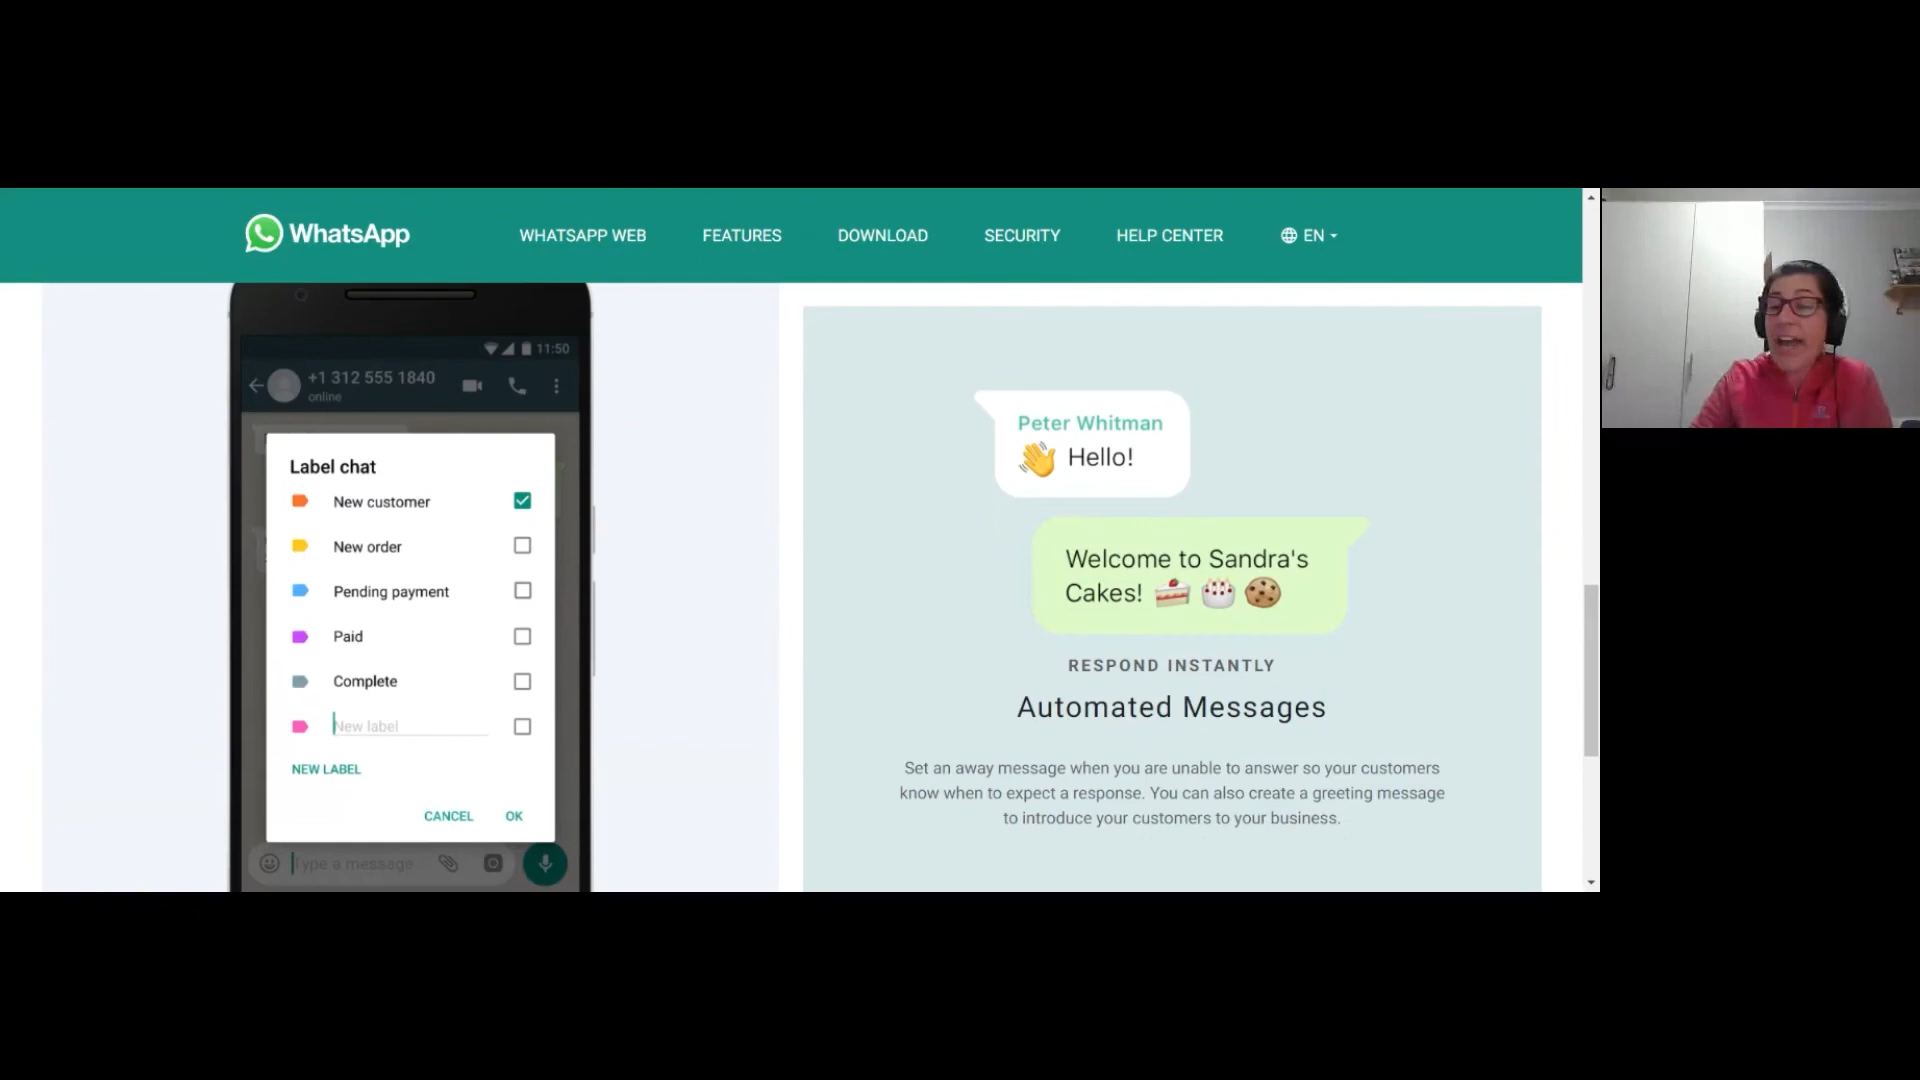 WhatsApp
WHATSAPP WEB
FEATURES
DOWNLOAD
SECURITY
HELP CENTER
EN
11:50
+1 312 555 1840
online
Label chat
New customer
New order
Pending payment
Paid
Complete
New label
NEW LABEL
CANCEL
OK
Type a message
Peter Whitman
👋 Hello!
Welcome to Sandra's
Cakes! 🍰 🎂 🍪
RESPOND INSTANTLY
Automated Messages
Set an away message when you are unable to answer so your customers
know when to expect a response. You can also create a greeting message
to introduce your customers to your business.